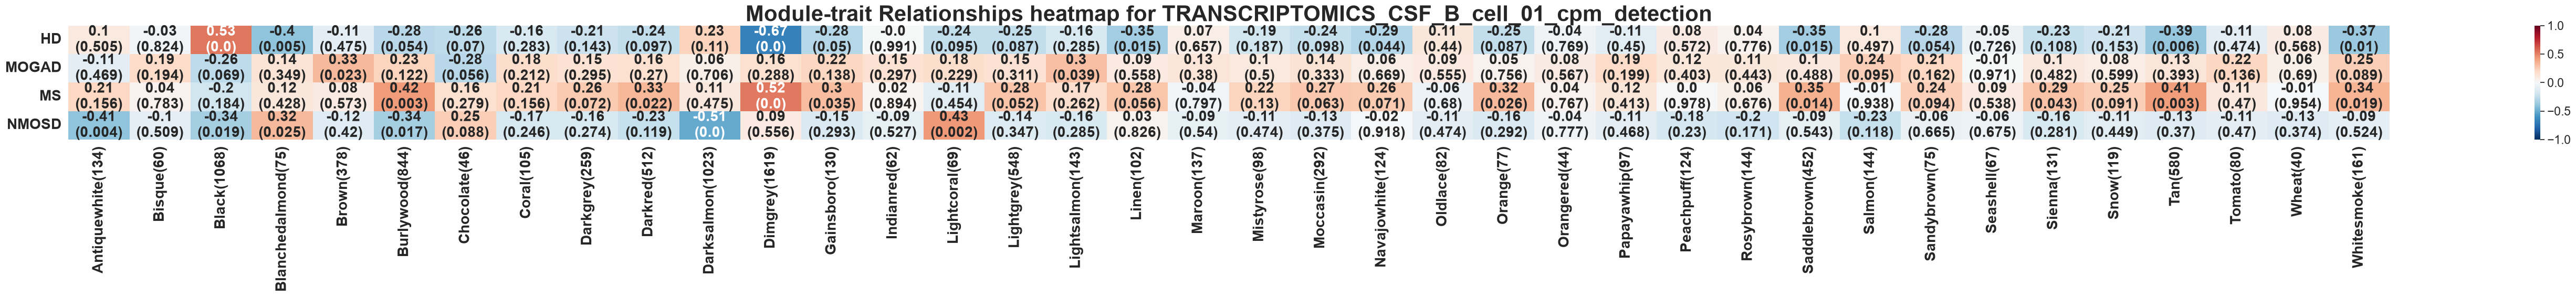 Module-trait Relationships heatmap for TRANSCRIPTOMICS_CSF_B_cell_01_cpm_detection
HD 0.1 -0.03 0.53 -0.4 -0.11 -0.28 -0.26 -0.16 -0.21 -0.24 0.23 -0.67 -0.28 -0.0 -0.24 -0.25 -0.16 -0.35 0.07 -0.19 -0.24 -0.29 0.11 -0.25 -0.04 -0.11 0.08 0.04 -0.35 0.1 -0.28 -0.05 -0.23 -0.21 -0.39 -0.11 0.08 -0.37
(0.505) (0.824) (0.0) (0.005) (0.475) (0.054) (0.07) (0.283) (0.143) (0.097) (0.11) (0.0) (0.05) (0.991) (0.095) (0.087) (0.285) (0.015) (0.657) (0.187) (0.098) (0.044) (0.44) (0.087) (0.769) (0.45) (0.572) (0.776) (0.015) (0.497) (0.054) (0.726) (0.108) (0.153) (0.006) (0.474) (0.568) (0.01)
MOGAD -0.11 0.19 -0.26 0.14 0.33 0.23 -0.28 0.18 0.15 0.16 0.06 0.16 0.22 0.15 0.18 0.15 0.3 0.09 0.13 0.1 0.14 0.06 0.09 0.05 0.08 0.19 0.12 0.11 0.1 0.24 0.21 -0.01 0.1 0.08 0.13 0.22 0.06 0.25
(0.469) (0.194) (0.069) (0.349) (0.023) (0.122) (0.056) (0.212) (0.295) (0.27) (0.706) (0.288) (0.138) (0.297) (0.229) (0.311) (0.039) (0.558) (0.38) (0.5) (0.333) (0.669) (0.555) (0.756) (0.567) (0.199) (0.403) (0.443) (0.488) (0.095) (0.162) (0.971) (0.482) (0.599) (0.393) (0.136) (0.69) (0.089)
MS 0.21 0.04 -0.2 0.12 0.08 0.42 0.16 0.21 0.26 0.33 0.11 0.52 0.3 0.02 -0.11 0.28 0.17 0.28 -0.04 0.22 0.27 0.26 -0.06 0.32 0.04 0.12 0.0 0.06 0.35 -0.01 0.24 0.09 0.29 0.25 0.41 0.11 -0.01 0.34
(0.156) (0.783) (0.184) (0.428) (0.573) (0.003) (0.279) (0.156) (0.072) (0.022) (0.475) (0.0) (0.035) (0.894) (0.454) (0.052) (0.262) (0.056) (0.797) (0.13) (0.063) (0.071) (0.68) (0.026) (0.767) (0.413) (0.978) (0.676) (0.014) (0.938) (0.094) (0.538) (0.043) (0.091) (0.003) (0.47) (0.954) (0.019)
NMOSD -0.41 -0.1 -0.34 0.32 -0.12 -0.34 0.25 -0.17 -0.16 -0.23 -0.51 0.09 -0.15 -0.09 0.43 -0.14 -0.16 0.03 -0.09 -0.11 -0.13 -0.02 -0.11 -0.16 -0.04 -0.11 -0.18 -0.2 -0.09 -0.23 -0.06 -0.06 -0.16 -0.11 -0.13 -0.11 -0.13 -0.09
(0.004) (0.509) (0.019) (0.025) (0.42) (0.017) (0.088) (0.246) (0.274) (0.119) (0.0) (0.556) (0.293) (0.527) (0.002) (0.347) (0.285) (0.826) (0.54) (0.474) (0.375) (0.918) (0.474) (0.292) (0.777) (0.468) (0.23) (0.171) (0.543) (0.118) (0.665) (0.675) (0.281) (0.449) (0.37) (0.47) (0.374) (0.524)
Antiquewhite(134)
Bisque(60)
Black(1068)
Blanchedalmond(75)
Brown(378)
Burlywood(844)
Chocolate(46)
Coral(105)
Darkgrey(259)
Darkred(512)
Darksalmon(1023)
Dimgrey(1619)
Gainsboro(130)
Indianred(62)
Lightcoral(69)
Lightgrey(548)
Lightsalmon(143)
Linen(102)
Maroon(137)
Mistyrose(98)
Moccasin(292)
Navajowhite(124)
Oldlace(82)
Orange(77)
Orangered(44)
Papayawhip(97)
Peachpuff(124)
Rosybrown(144)
Saddlebrown(452)
Salmon(144)
Sandybrown(75)
Seashell(67)
Sienna(131)
Snow(119)
Tan(580)
Tomato(80)
Wheat(40)
Whitesmoke(161)
1.0
0.5
0.0
−0.5
−1.0